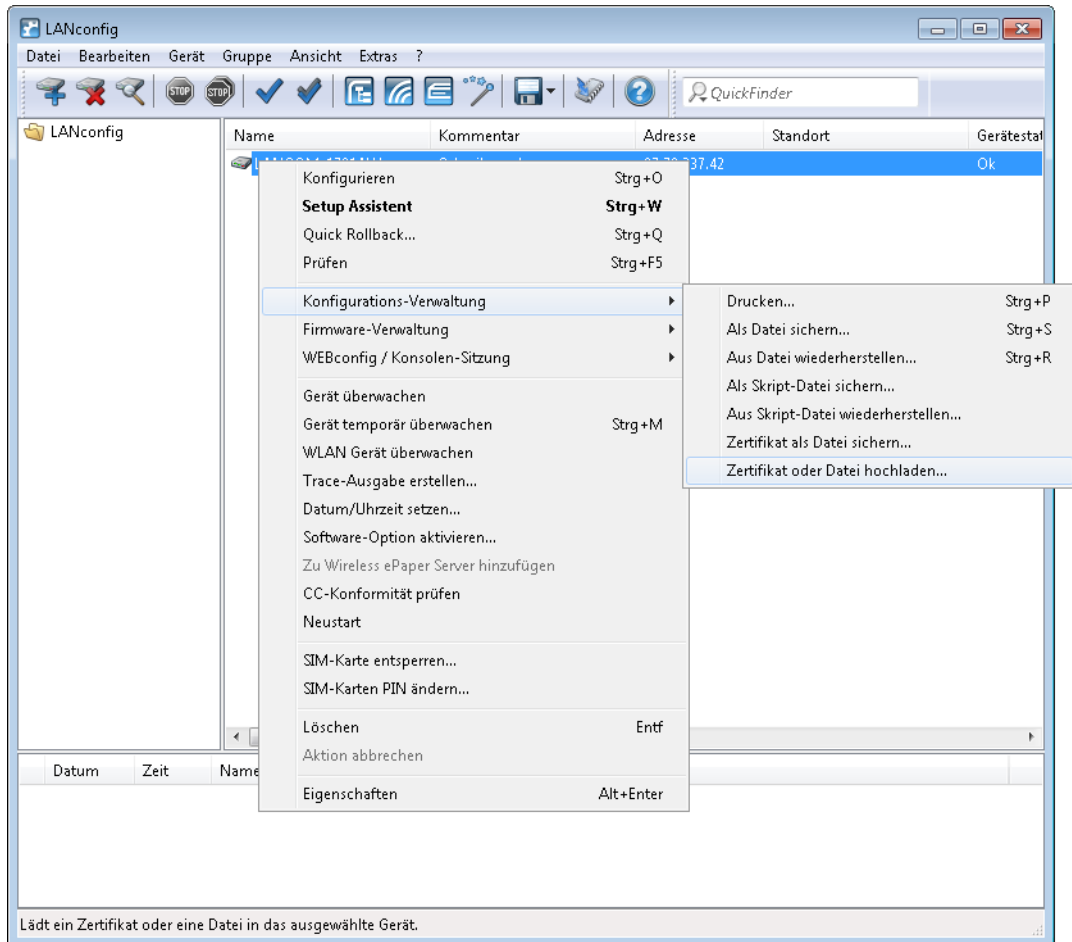 LANconfig
Datei Bearbeiten Gerät Gruppe Ansicht Extras ?
STOP STOP QuickFinder
LANconfig
Name Kommentar Adresse Standort Gerätestat
37.42 Ok
Konfigurieren Strg+O
Setup Assistent Strg+W
Quick Rollback... Strg+Q
Prüfen Strg+F5
Konfigurations-Verwaltung
Firmware-Verwaltung
WEBconfig / Konsolen-Sitzung
Gerät überwachen
Gerät temporär überwachen Strg+M
WLAN Gerät überwachen
Trace-Ausgabe erstellen...
Datum/Uhrzeit setzen...
Software-Option aktivieren...
Zu Wireless ePaper Server hinzufügen
CC-Konformität prüfen
Neustart
SIM-Karte entsperren...
SIM-Karten PIN ändern...
Löschen Entf
Aktion abbrechen
Eigenschaften Alt+Enter
Drucken... Strg+P
Als Datei sichern... Strg+S
Aus Datei wiederherstellen... Strg+R
Als Skript-Datei sichern...
Aus Skript-Datei wiederherstellen...
Zertifikat als Datei sichern...
Zertifikat oder Datei hochladen...
Datum Zeit Name
Lädt ein Zertifikat oder eine Datei in das ausgewählte Gerät.